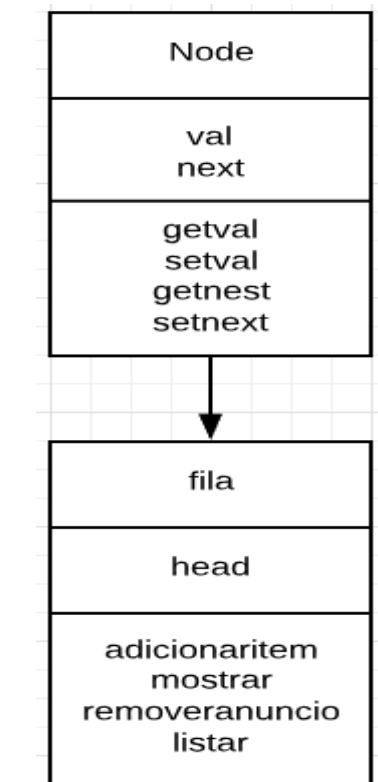 Node
val
next
getval
setval
getnest
setnext
fila
head
adicionaritem
mostrar
removeranuncio
listar